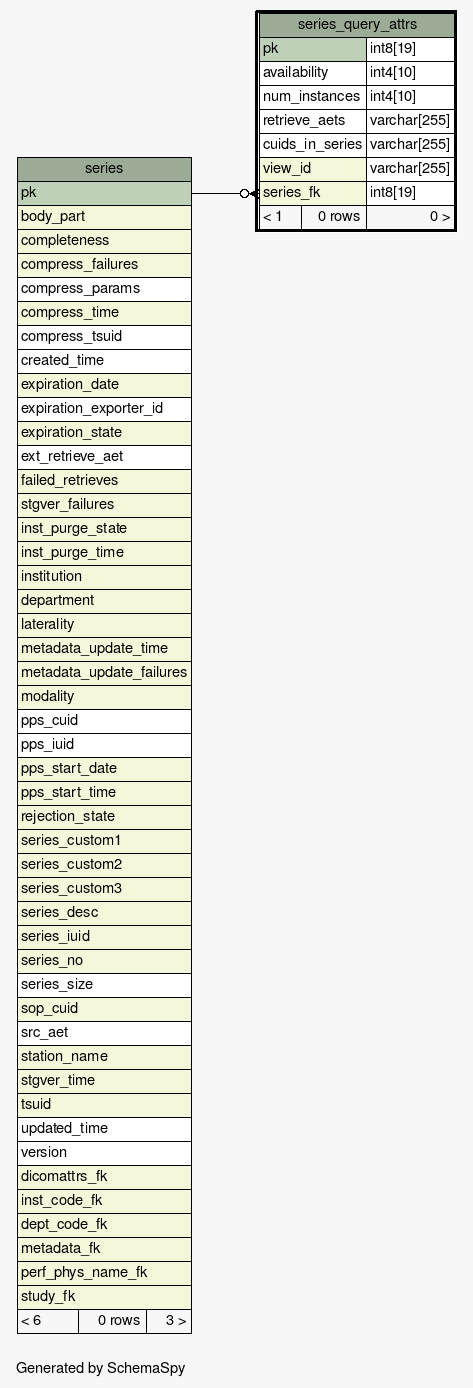 series_query_attrs
pk int8[19]
availability int4[10]
num_instances int4[10]
retrieve_aets varchar[255]
cuids_in_series varchar[255]
view_id varchar[255]
series_fk int8[19]
< 1 0 rows 0 >
series
pk
body_part
completeness
compress_failures
compress_params
compress_time
compress_tsuid
created_time
expiration_date
expiration_exporter_id
expiration_state
ext_retrieve_aet
failed_retrieves
stgver_failures
inst_purge_state
inst_purge_time
institution
department
laterality
metadata_update_time
metadata_update_failures
modality
pps_cuid
pps_iuid
pps_start_date
pps_start_time
rejection_state
series_custom1
series_custom2
series_custom3
series_desc
series_iuid
series_no
series_size
sop_cuid
src_aet
station_name
stgver_time
tsuid
updated_time
version
dicomattrs_fk
inst_code_fk
dept_code_fk
metadata_fk
perf_phys_name_fk
study_fk
< 6 0 rows 3 >
Generated by SchemaSpy